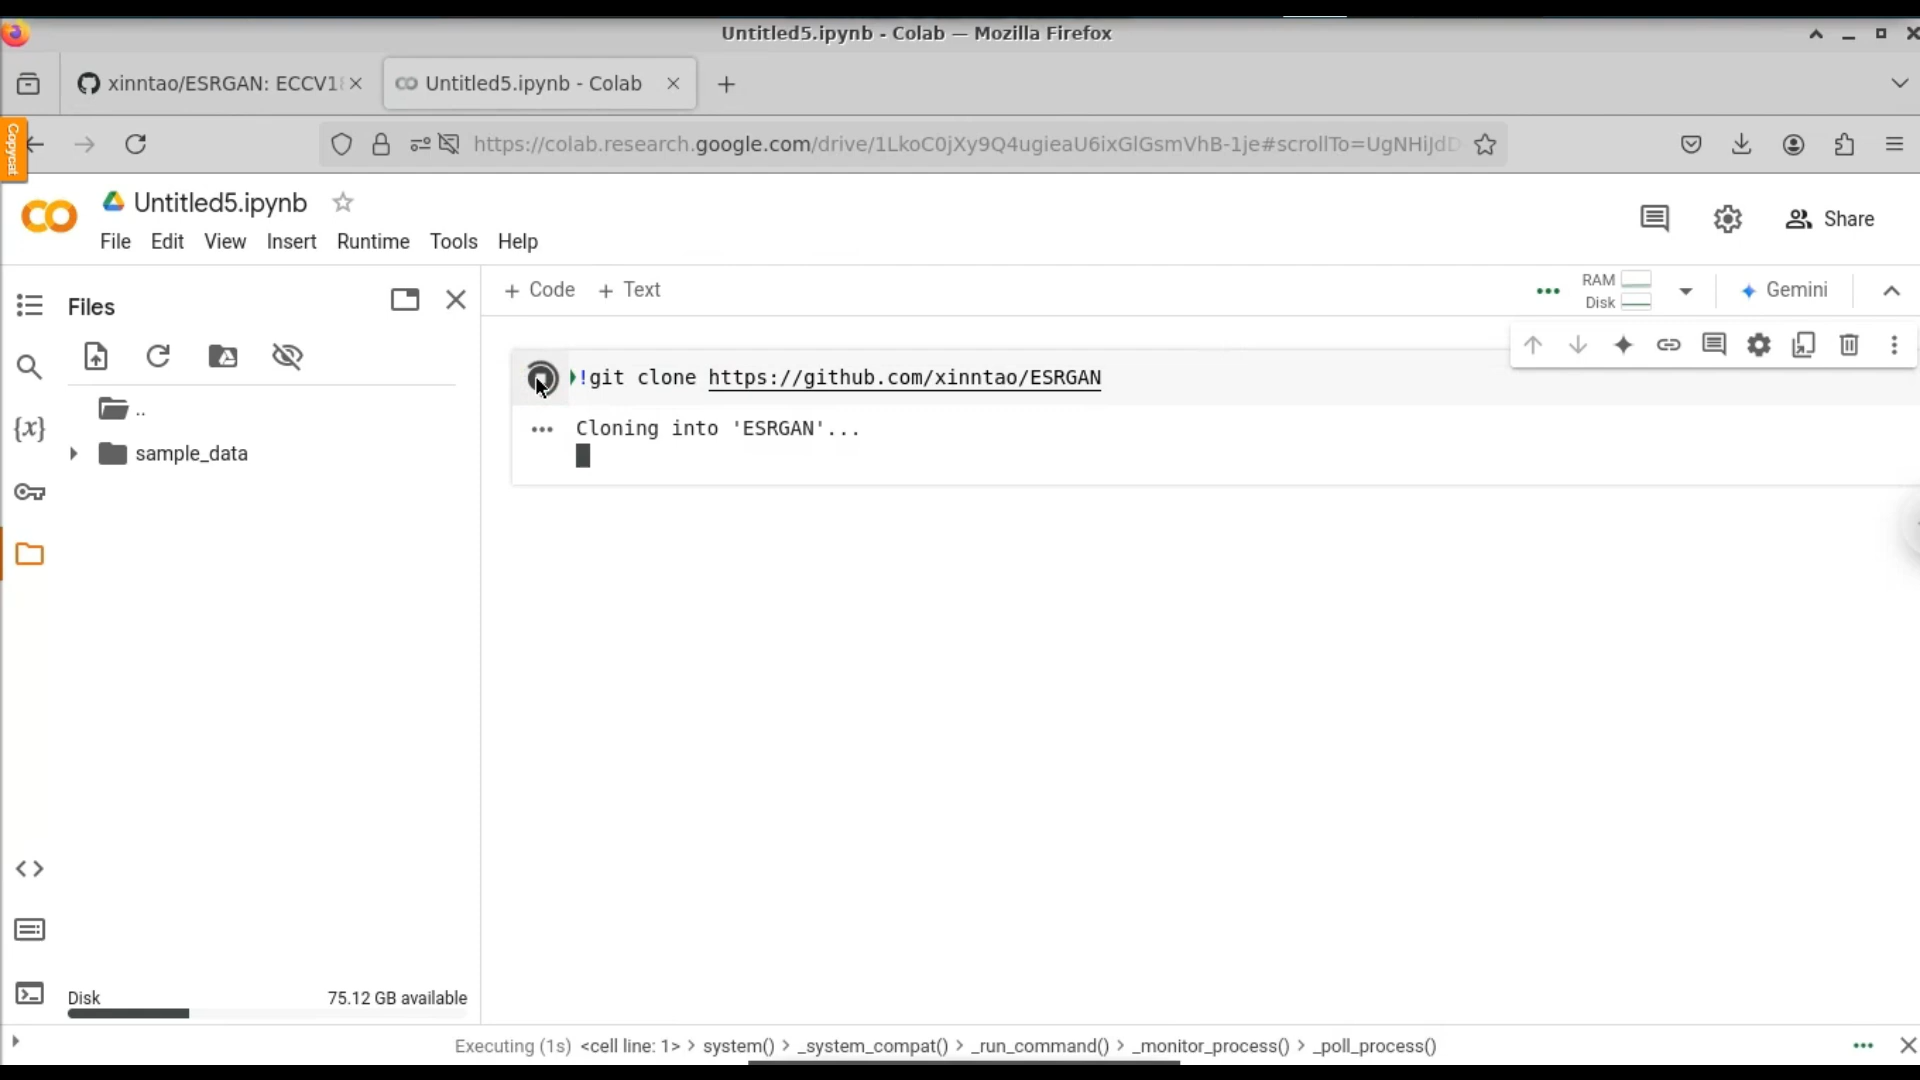 Untitled5.ipynb - Colab — Mozilla Firefox
xinntao/ESRGAN: ECCV18
Untitled5.ipynb - Colab
Copycat
https://colab.research.google.com/drive/1LkoC0jXy9Q4ugieaU6ixGlGsmVhB-1je#scrollTo=UgNHiJdD
CO
Untitled5.ipynb
Share
File Edit View Insert Runtime Tools Help
Files
+ Code + Text
RAM
Disk
Gemini
..
sample_data
{x}
!git clone https://github.com/xinntao/ESRGAN
Cloning into 'ESRGAN'...
Disk 75.12 GB available
Executing (1s) <cell line: 1> > system() > _system_compat() > _run_command() > _monitor_process() > _poll_process()